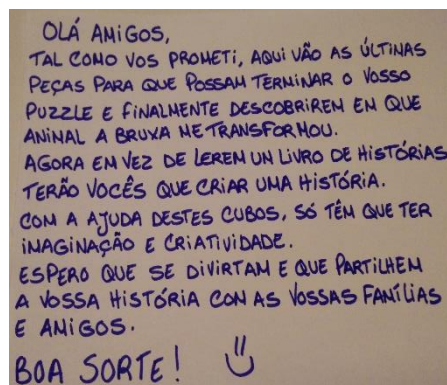 OLÁ AMIGOS,
TAL COMO VOS PROMETI, AQUI VÃO AS ÚLTIMAS
PEÇAS PARA QUE POSSAM TERMINAR O VOSSO
PUZZLE E FINALMENTE DESCOBRIREM EM QUE
ANIMAL A BRUXA ME TRANSFORMOU.
AGORA EM VEZ DE LEREM UM LIVRO DE HISTÓRIAS
TERÃO VOCÊS QUE CRIAR UMA HISTÓRIA.
COM A AJUDA DESTES CUBOS, SÓ TÊM QUE TER
IMAGINAÇÃO E CRIATIVIDADE.
ESPERO QUE SE DIVIRTAM E QUE PARTILHEM
A VOSSA HISTÓRIA COM AS VOSSAS FAMÍLIAS
E AMIGOS.
BOA SORTE!